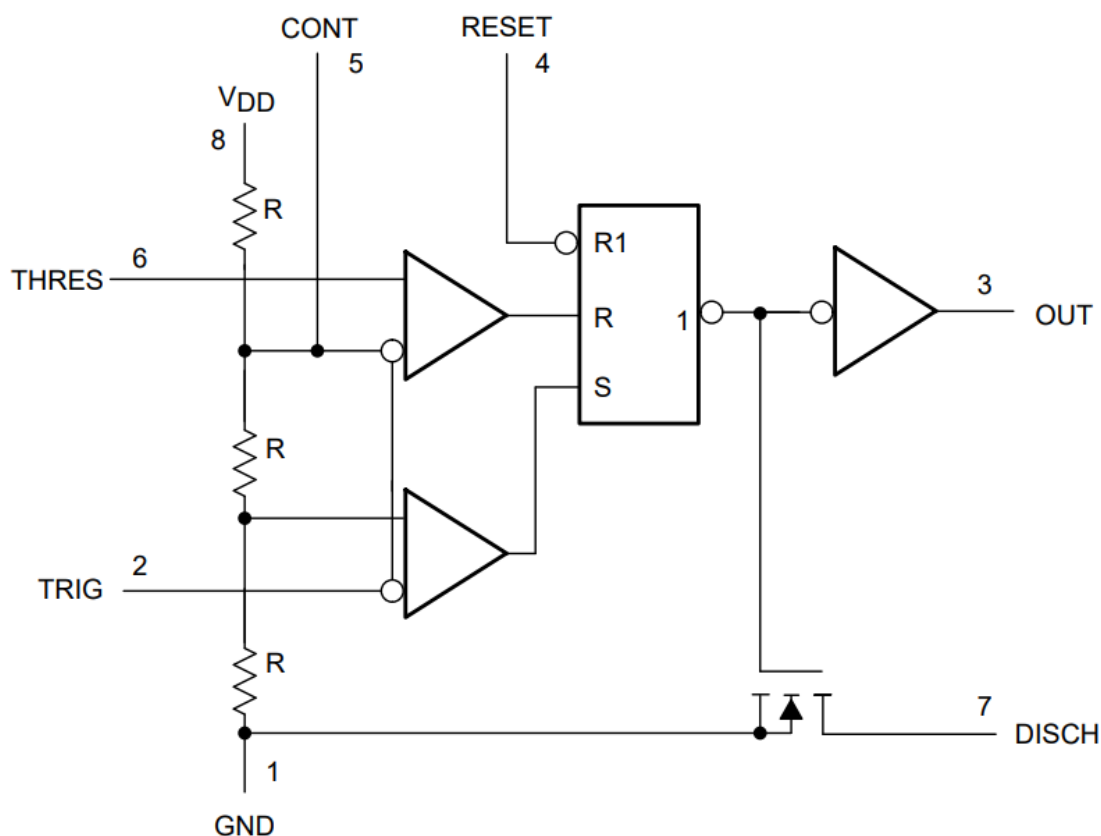 CONT
5
RESET
4
VDD
8
R
THRES
6
R1
R
1
S
3
OUT
R
TRIG
2
R
7
DISCH
1
GND